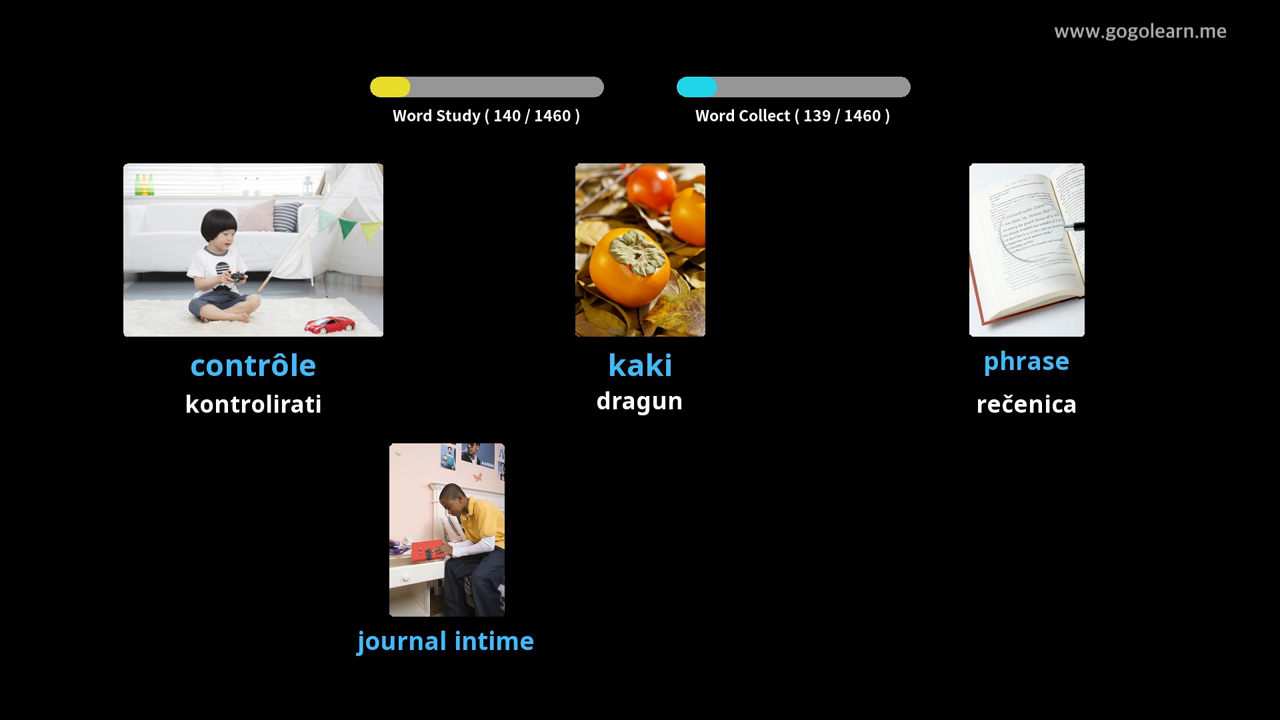 www.gogolearn.me
Word Study ( 140 / 1460 )
Word Collect ( 139 / 1460 )
contrôle
kontrolirati
kaki
dragun
phrase
rečenica
journal intime